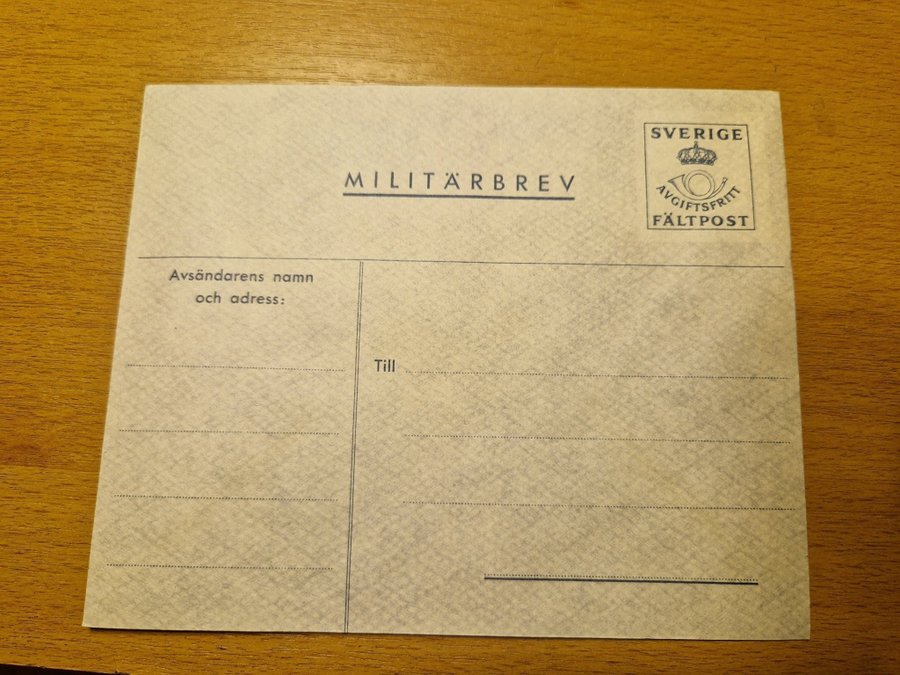 SVERIGE
AVGIFTSFRITT
FÄLTPOST
MILITÄRBREV
Avsändarens namn
och adress:
Till